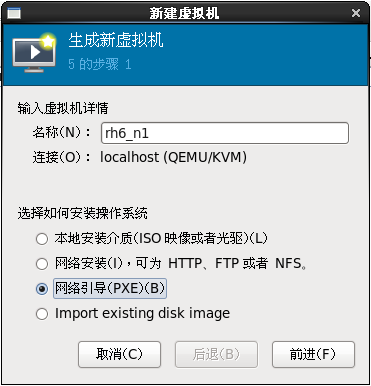 新建虚拟机
生成新虚拟机
5 的步骤 1
输入虚拟机详情
名称(N)： rh6_n1
连接(O)： localhost (QEMU/KVM)
选择如何安装操作系统
本地安装介质(ISO 映像或者光驱)(L)
网络安装(I)，可为 HTTP、FTP 或者 NFS。
网络引导(PXE)(B)
Import existing disk image
取消(C) 后退(B) 前进(F)